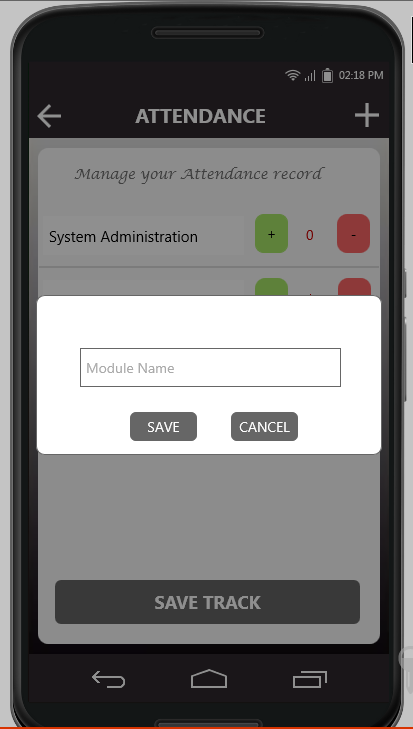 02:18 PM
ATTENDANCE
Manage your Attendance record
System Administration + 0 -
Module Name
SAVE CANCEL
SAVE TRACK